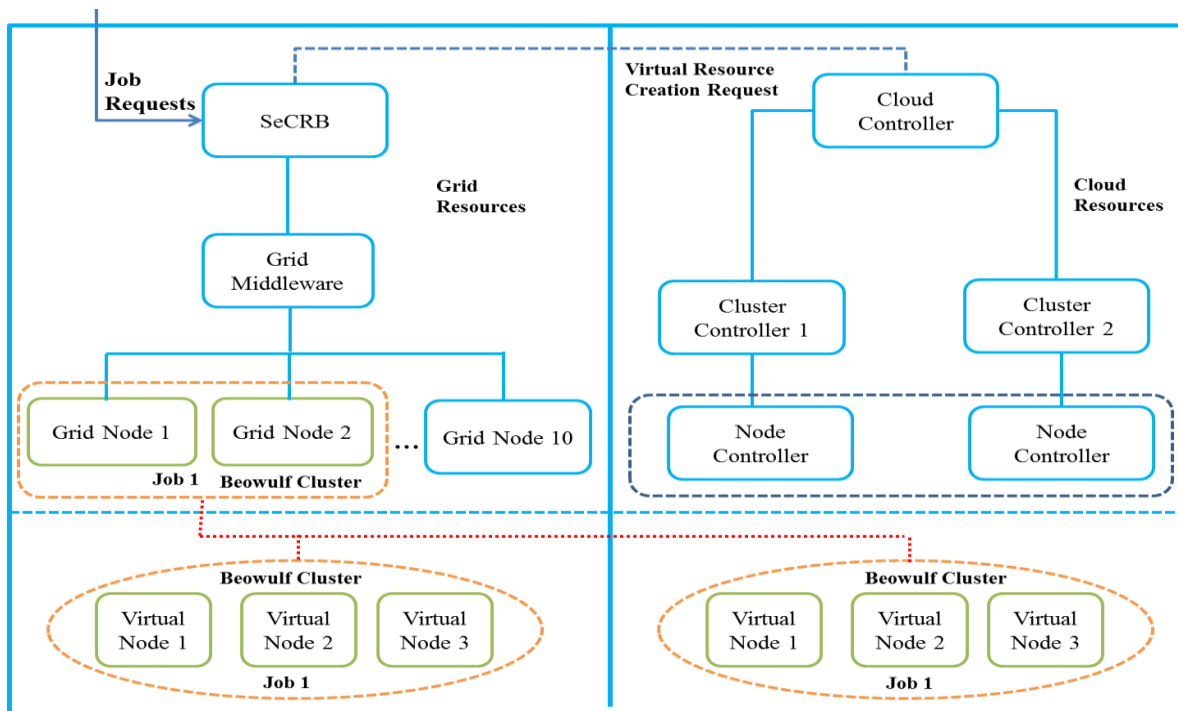 Job
Requests
SeCRB
Virtual Resource
Creation Request
Cloud
Controller
Grid
Resources
Cloud
Resources
Grid
Middleware
Cluster
Controller 1
Cluster
Controller 2
Grid Node 1
Grid Node 2
...
Grid Node 10
Node
Controller
Node
Controller
Job 1
Beowulf Cluster
Beowulf Cluster
Virtual
Node 1
Virtual
Node 2
Virtual
Node 3
Job 1
Beowulf Cluster
Virtual
Node 1
Virtual
Node 2
Virtual
Node 3
Job 1